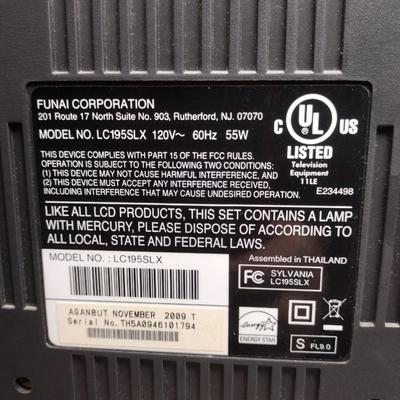 FUNAI CORPORATION
201 Route 17 North Suite No. 903, Rutherford, NJ. 07070
MODEL NO. LC195SLX 120V～ 60Hz 55W
THIS DEVICE COMPLIES WITH PART 15 OF THE FCC RULES.
OPERATION IS SUBJECT TO THE FOLLOWING TWO CONDITIONS:
(1) THIS DEVICE MAY NOT CAUSE HARMFUL INTERFERENCE, AND
(2) THIS DEVICE MUST ACCEPT ANY INTERFERENCE RECEIVED,
INCLUDING INTERFERENCE THAT MAY CAUSE UNDESIRED OPERATION.
C UL US
®
LISTED
Television
Equipment
11LE
E234498
LIKE ALL LCD PRODUCTS, THIS SET CONTAINS A LAMP
WITH MERCURY, PLEASE DISPOSE OF ACCORDING TO
ALL LOCAL, STATE AND FEDERAL LAWS.
MODEL NO. : LC195SLX
Assembled in THAILAND
FC SYLVANIA
LC195SLX
A9ANBUT NOVEMBER 2009 T
Serial No. TH5A0946101794
energy
ENERGY STAR
S FL9.0